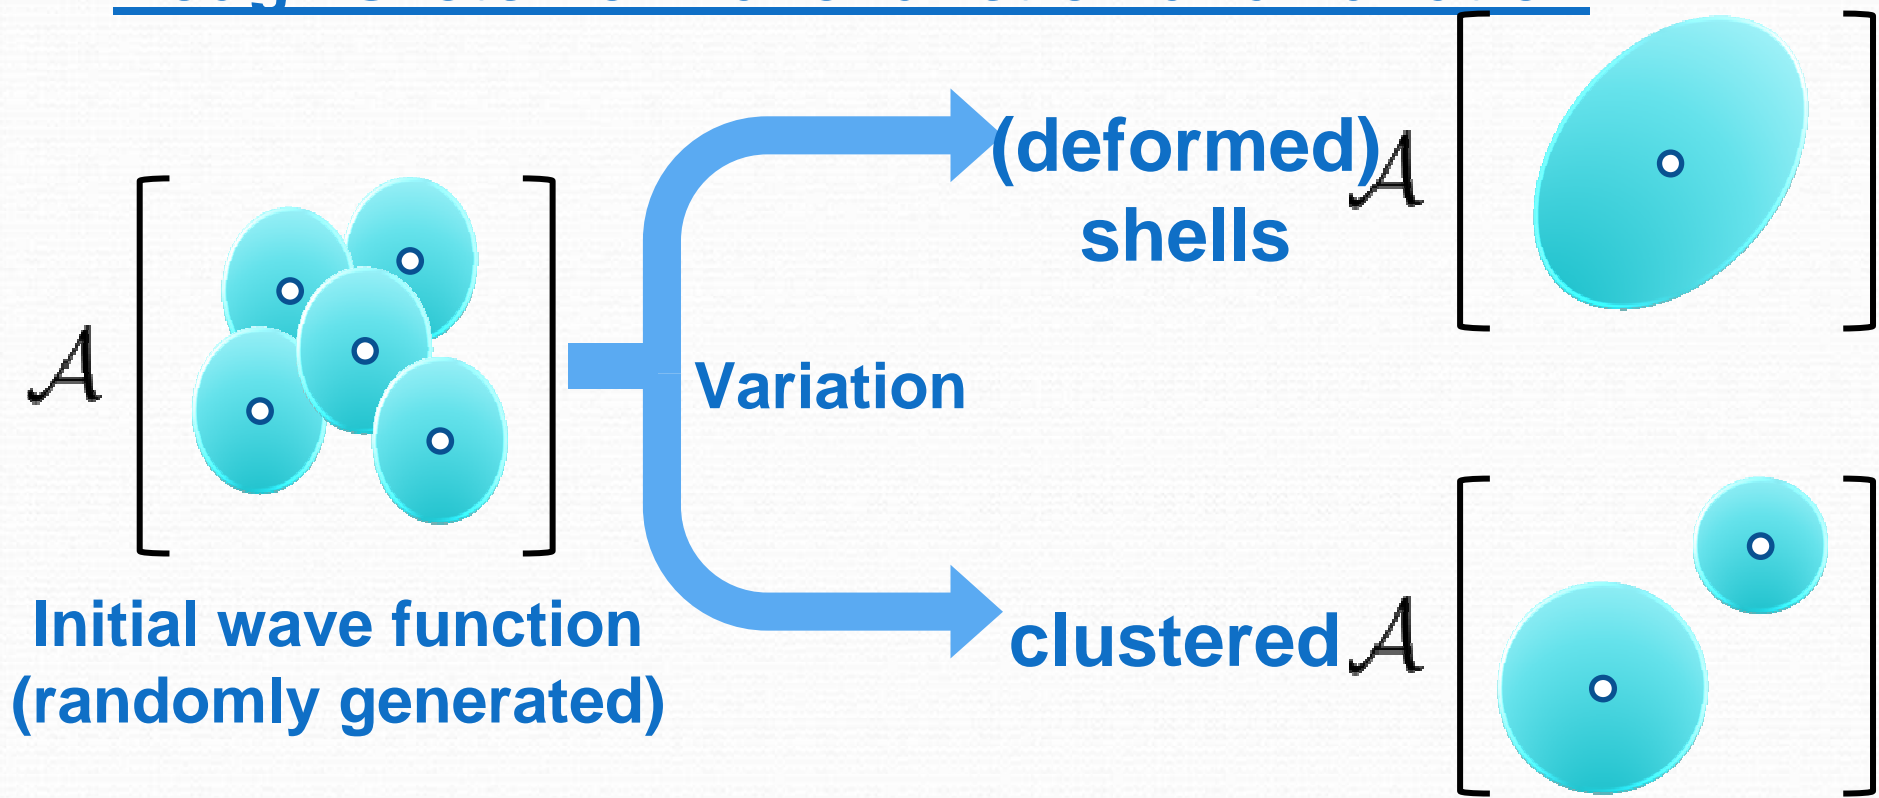 (deformed)
shells
𝒜
𝒜
Variation
Initial wave function
(randomly generated)
clustered 𝒜